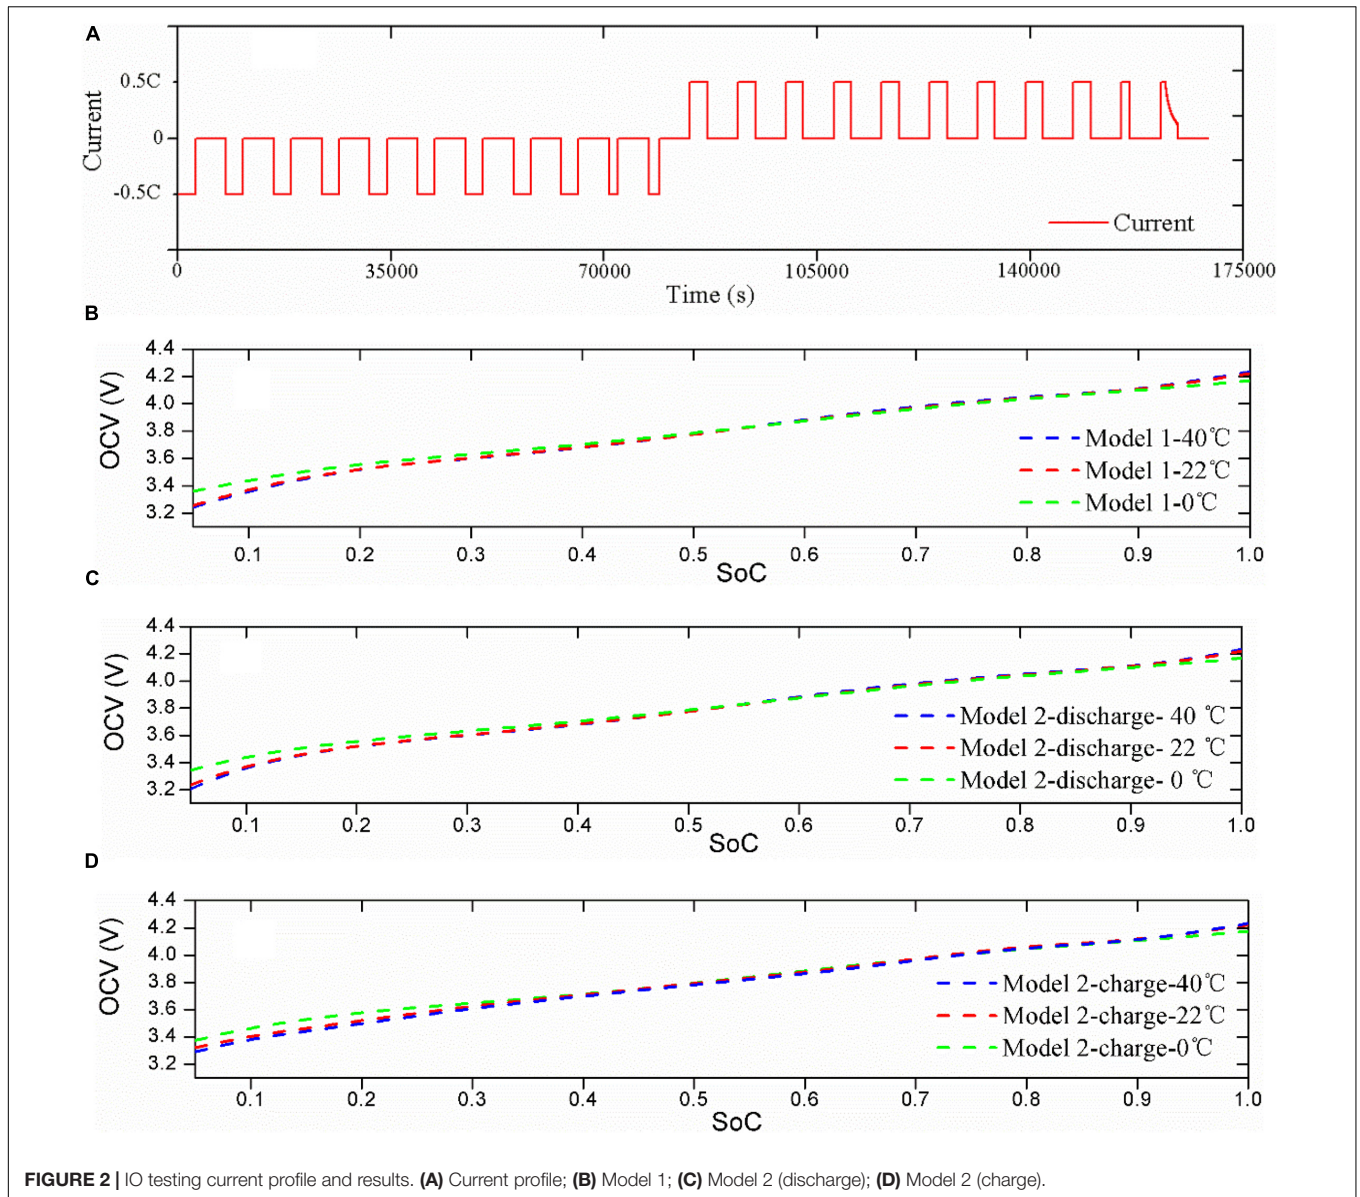 A
0.5C
0
-0.5C
Current
Current
0 35000 70000 105000 140000 175000
Time (s)
B
4.4
4.2
4.0
3.8
3.6
3.4
3.2
OCV (V)
Model 1-40℃
Model 1-22℃
Model 1-0℃
0.1 0.2 0.3 0.4 0.5 0.6 0.7 0.8 0.9 1.0
SoC
C
4.4
4.2
4.0
3.8
3.6
3.4
3.2
OCV (V)
Model 2-discharge- 40 ℃
Model 2-discharge- 22 ℃
Model 2-discharge- 0 ℃
0.1 0.2 0.3 0.4 0.5 0.6 0.7 0.8 0.9 1.0
SoC
D
4.4
4.2
4.0
3.8
3.6
3.4
3.2
OCV (V)
Model 2-charge-40℃
Model 2-charge-22℃
Model 2-charge-0℃
0.1 0.2 0.3 0.4 0.5 0.6 0.7 0.8 0.9 1.0
SoC
FIGURE 2 | IO testing current profile and results. (A) Current profile; (B) Model 1; (C) Model 2 (discharge); (D) Model 2 (charge).